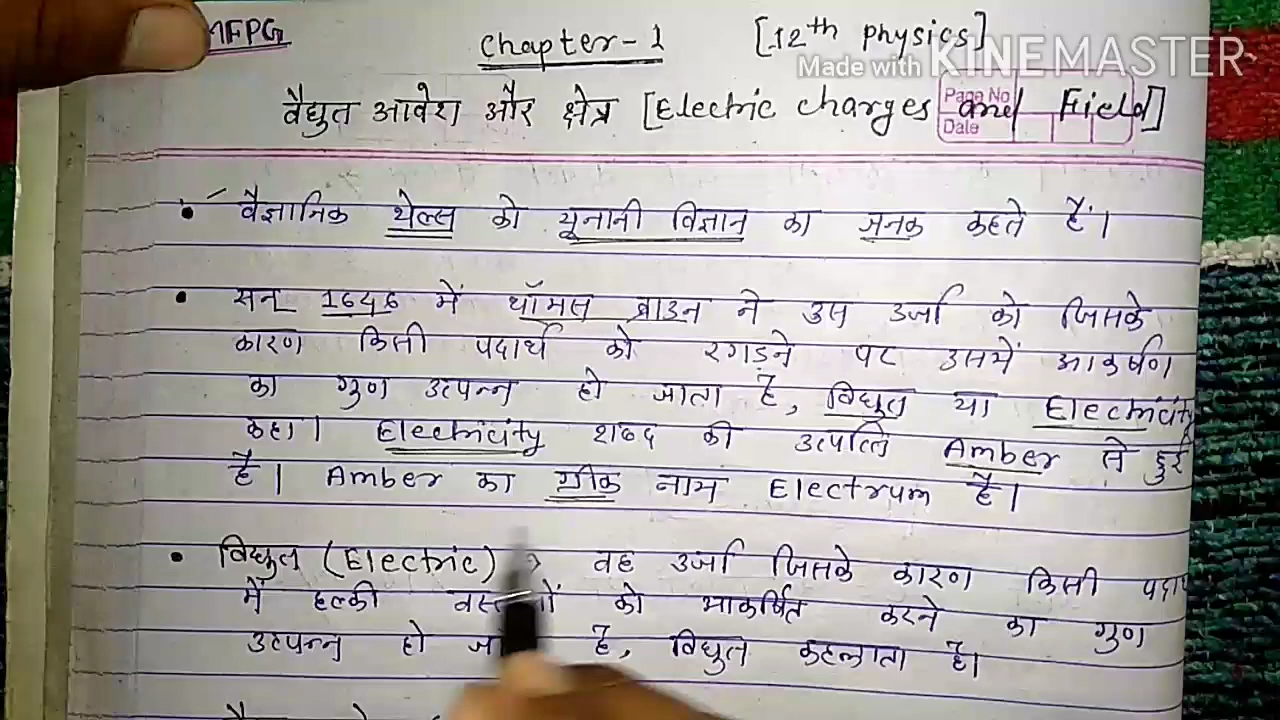 MFPG
Chapter-1 [12th physics]
Made with KINEMASTER
वैद्युत आवेश और क्षेत्र [Electric charges and Field]
Page No
Date
• वैज्ञानिक थेल्स को यूनानी विज्ञान का जनक कहते हैं।
• सन् 1646 में थॉमस ब्राउन ने उस उर्जा को जिसके
कारण किसी पदार्थ को रगड़ने पर उसमें आकर्षण
का गुण उत्पन्न हो जाता है, विद्युत या Electricity
कहा। Electricity शब्द की उत्पत्ति Amber से हुई
है। Amber का ग्रीक नाम Electrum है।
• विद्युत (Electric) → वह उर्जा जिसके कारण किसी
में हल्की को आकर्षित करने का गुण
उत्पन्न हो है, विद्युत कहलाता है।